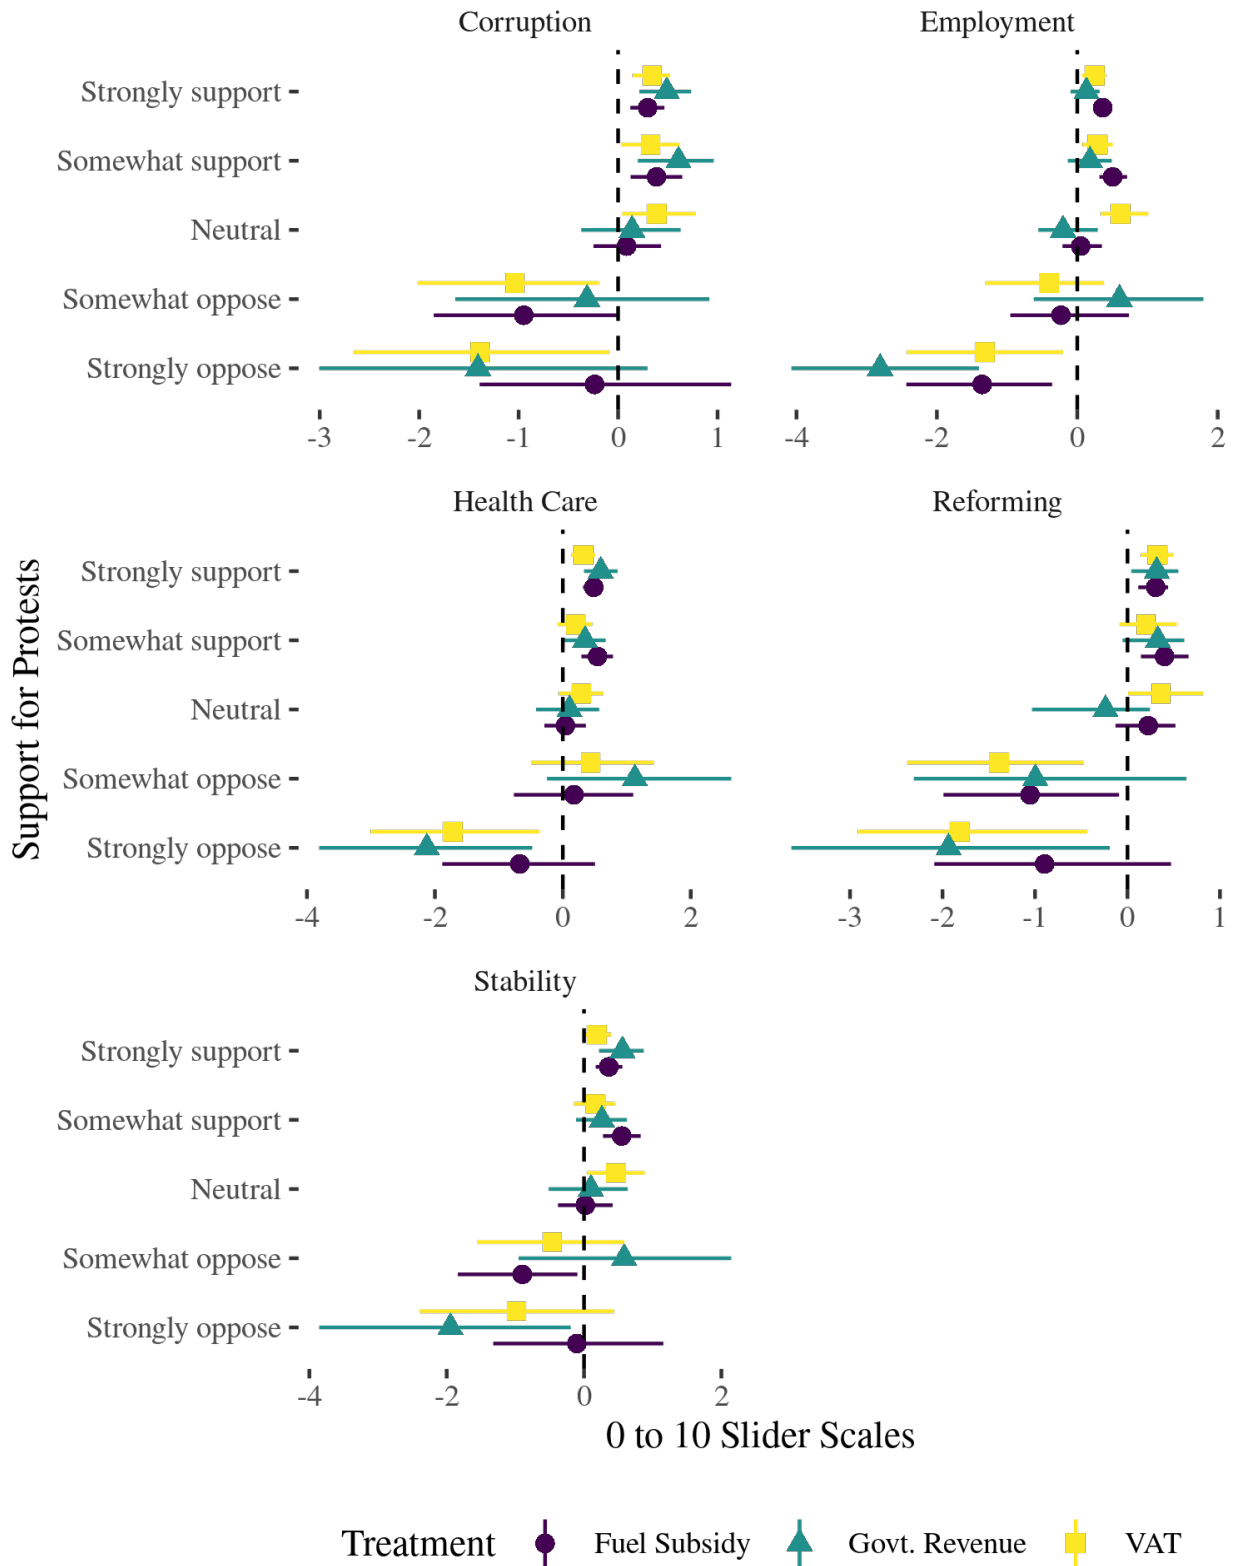 Corruption
Employment
Strongly support
Somewhat support
Neutral
Somewhat oppose
Strongly oppose
-3 -2 -1 0 1
-4 -2 0 2
Health Care
Reforming
Support for Protests
Strongly support
Somewhat support
Neutral
Somewhat oppose
Strongly oppose
-4 -2 0 2
-3 -2 -1 0 1
Stability
Strongly support
Somewhat support
Neutral
Somewhat oppose
Strongly oppose
-4 -2 0 2
0 to 10 Slider Scales
Treatment Fuel Subsidy Govt. Revenue VAT